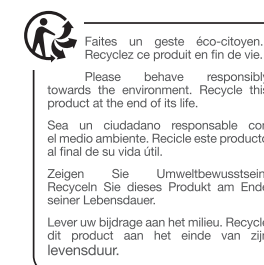 Faites un geste éco-citoyen.
Recyclez ce produit en fin de vie.
Please behave responsibly
towards the environment. Recycle this
product at the end of its life.
Sea un ciudadano responsable con
el medio ambiente. Recicle este producto
al final de su vida útil.
Zeigen Sie Umweltbewusstsein
Recyceln Sie dieses Produkt am Ende
seiner Lebensdauer.
Lever uw bijdrage aan het milieu. Recycle
dit product aan het einde van zijn
levensduur.